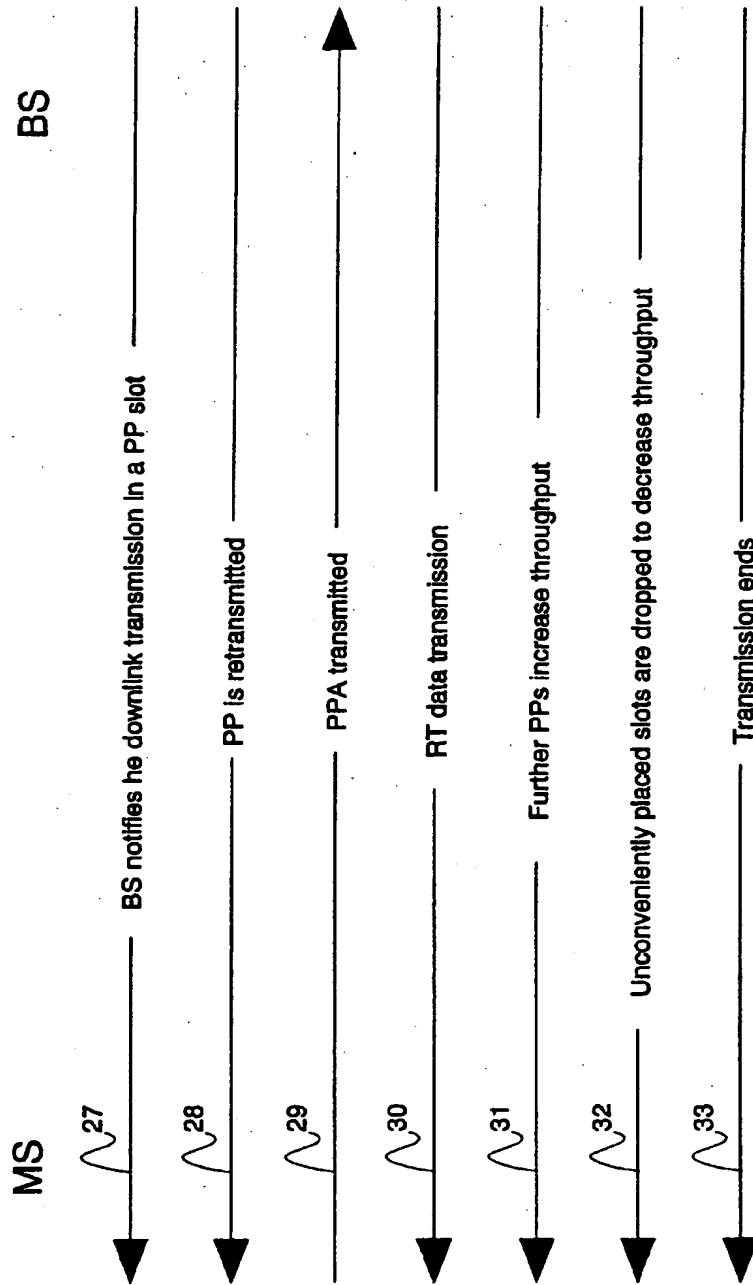 MS BS
27 BS notifies he downlink transmission in a PP slot
28 PP is retransmitted
29 PPA transmitted
30 RT data transmission
31 Further PPs increase throughput
32 Unconveniently placed slots are dropped to decrease throughput
33 Transmission ends